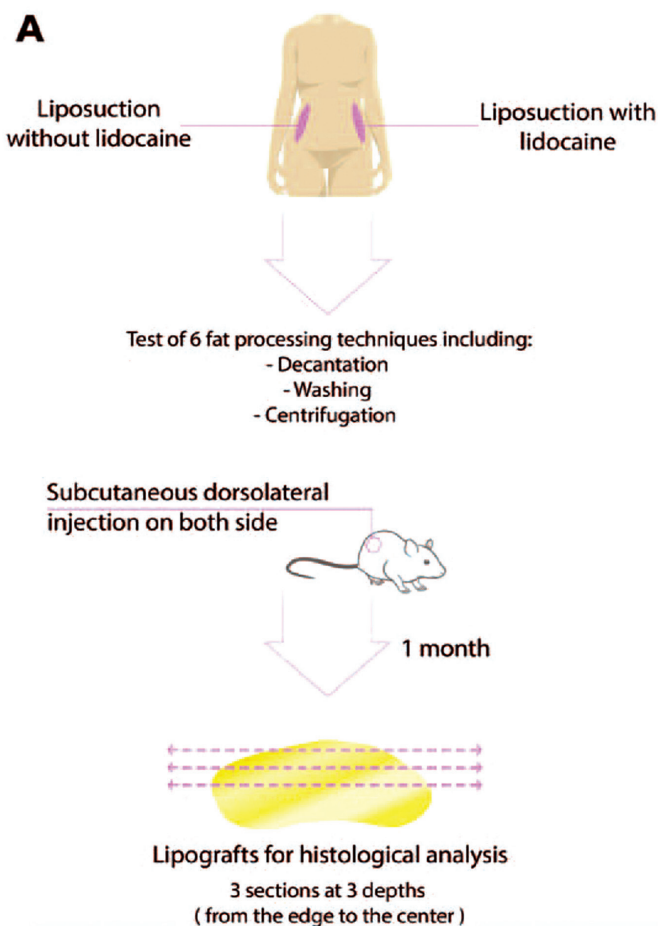 A
Liposuction
without lidocaine
Liposuction with
lidocaine
Test of 6 fat processing techniques including:
- Decantation
- Washing
- Centrifugation
Subcutaneous dorsolateral
injection on both side
1 month
Lipografts for histological analysis
3 sections at 3 depths
( from the edge to the center )